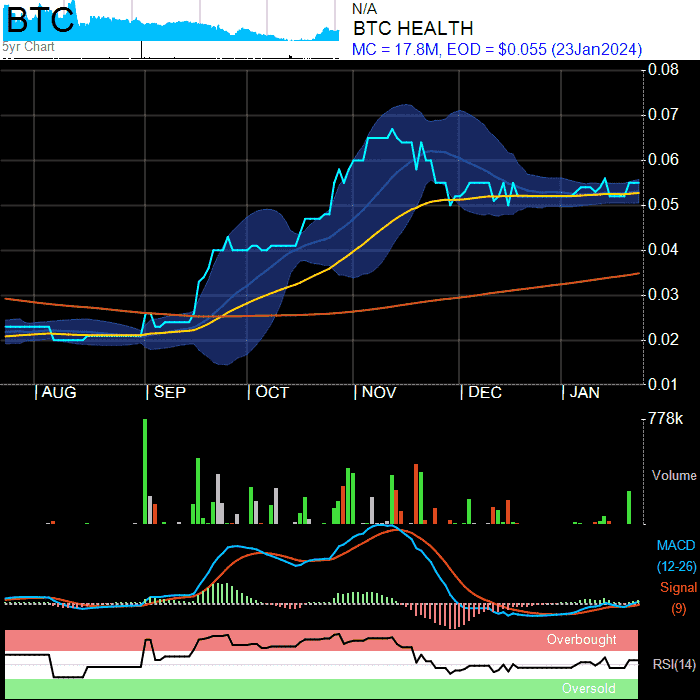 BTC
5yr Chart
N/A
BTC HEALTH
MC = 17.8M, EOD = $0.055 (23Jan2024)
0.08
0.07
0.06
0.05
0.04
0.03
0.02
0.01
AUG
SEP
OCT
NOV
DEC
JAN
778k
Volume
MACD
(12-26)
Signal
(9)
Overbought
RSI(14)
Oversold